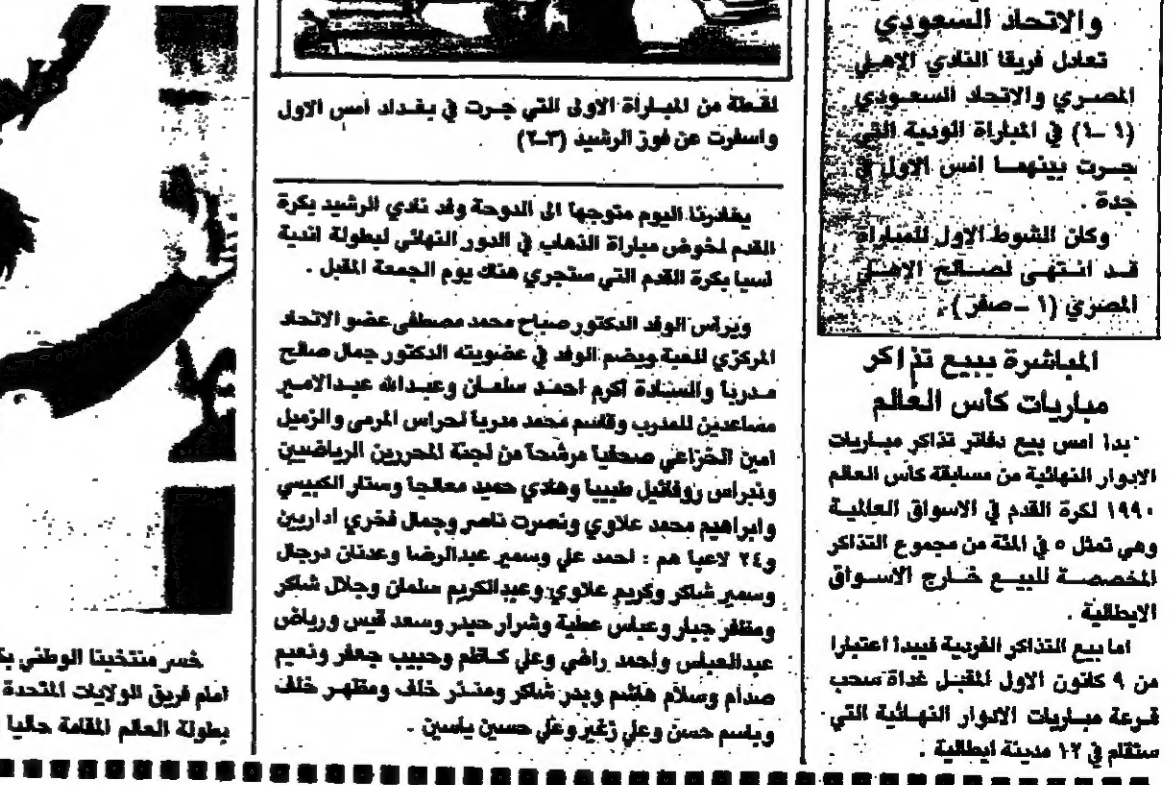 والاتحاد السعودي
تعادل فريقا النادي الاهلي
المصري والاتحاد السعودي
(١ ـ١) في المباراة الودية التي
جرت بينهما امس الاول في
جدة .
وكان الشوط الاول للمباراة
قد انتهى لصالح الاهلي
المصري (١ ـ صفر) .
المباشرة ببيع تذاكر
مباريات كأس العالم
بدا امس بيع دفاتر تذاكر مباريات
الادوار النهائية من مسابقة كأس العالم
١٩٩٠ لكرة القدم في الاسواق العالمية
وهي تمثل ٥ في المئة من مجموع التذاكر
المخصصة للبيع خارج الاسواق
الايطالية .
اما بيع التذاكر الفردية فيبدا اعتبارا
من ٩ كانون الاول المقبل غداة سحب
قرعة مباريات الادوار النهائية التي
ستقام في ١٢ مدينة ايطالية .
لقطة من المباراة الاولى التي جرت في بغداد امس الاول
واسفرت عن فوز الرشيد (٣ـ٢)
يغادرنا اليوم متوجها الى الدوحة وفد نادي الرشيد بكرة
القدم لخوض مباراة الذهاب في الدور النهائي لبطولة اندية
اسيا بكرة القدم التي ستجري هناك يوم الجمعة المقبل .
ويراس الوفد الدكتور صباح محمد مصطفى عضو الاتحاد
المركزي للعبة ويضم الوفد في عضويته الدكتور جمال صالح
مدربا والسادة اكرم احمد سلمان وعبدالله عبدالامير
مساعدين للمدرب وقاسم محمد مدربا لحراس المرمى والزميل
امين الخزاعي صحفيا مرشحا من لجنة المحررين الرياضيين
ونبراس روفائيل طبيبا وهادي حميد معالجا وستار الكبيسي
وابراهيم محمد علاوي ونصرت ناصر وجمال فخري اداريين
و٢٤ لاعبا هم : احمد علي وسمير عبدالرضا وعدنان درجال
وسمير شاكر وكريم علاوي وعبدالكريم سلمان وجلال شاكر
ومظفر جبار وعباس عطية وشرار حيدر وسعد قيس ورياض
عبدالعباس واحمد راضي وعلي كاظم وحبيب جعفر ونعيم
صدام وسلام هاشم وبدر شاكر ومنذر خلف ومظهر خلف
وباسم حسن وعلي زغير وعلي حسين ياسين .
خسر منتخبنا الوطني
امام فريق الولايات المتحدة
بطولة العالم المقامة حاليا